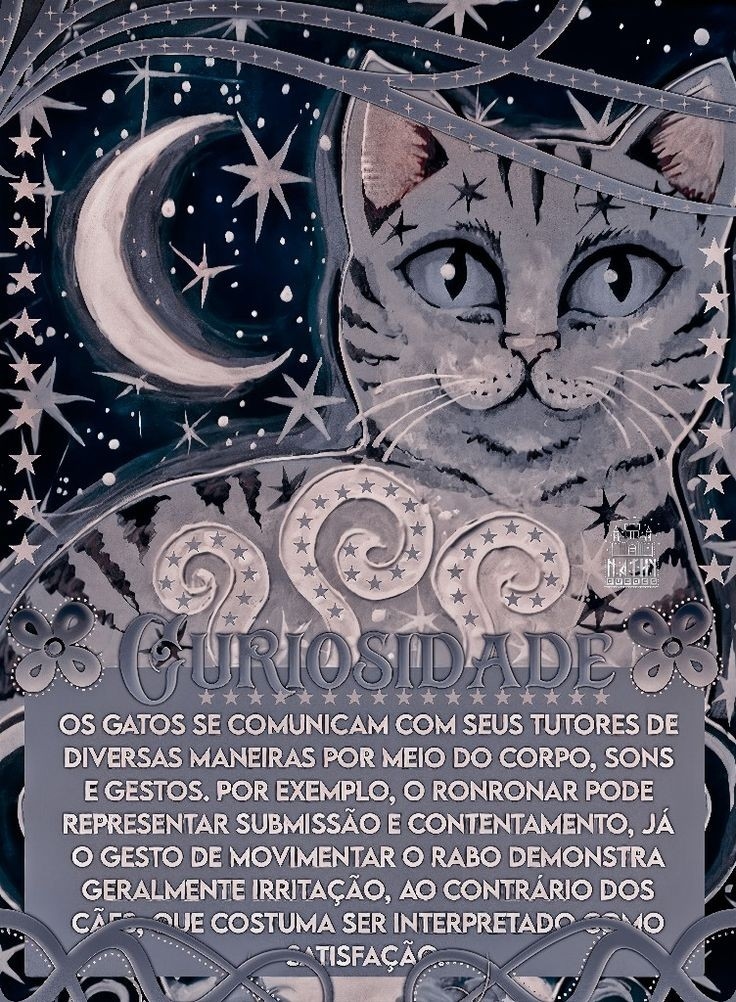 CURIOSIDADE
OS GATOS SE COMUNICAM COM SEUS TUTORES DE
DIVERSAS MANEIRAS POR MEIO DO CORPO, SONS
E GESTOS. POR EXEMPLO, O RONRONAR PODE
REPRESENTAR SUBMISSÃO E CONTENTAMENTO, JÁ
O GESTO DE MOVIMENTAR O RABO DEMONSTRA
GERALMENTE IRRITAÇÃO, AO CONTRÁRIO DOS
CÃES, QUE COSTUMA SER INTERPRETADO COMO
SATISFAÇÃO.